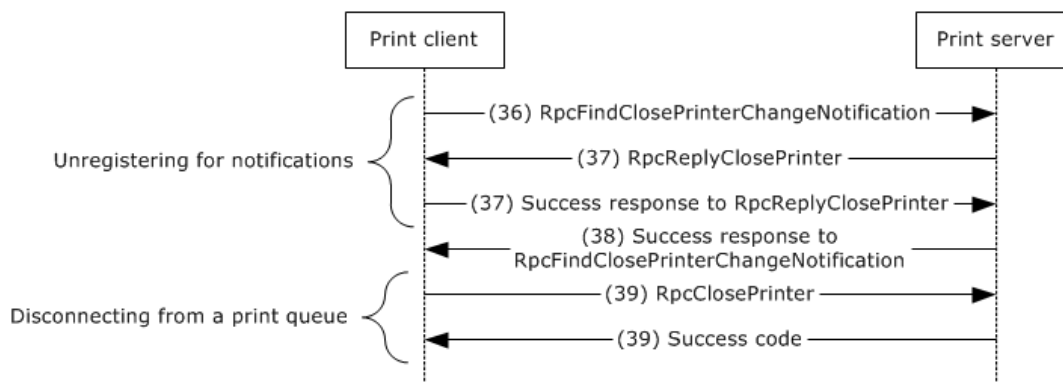 Print client
Print server
(36) RpcFindClosePrinterChangeNotification
Unregistering for notifications
(37) RpcReplyClosePrinter
(37) Success response to RpcReplyClosePrinter
(38) Success response to
RpcFindClosePrinterChangeNotification
(39) RpcClosePrinter
Disconnecting from a print queue
(39) Success code